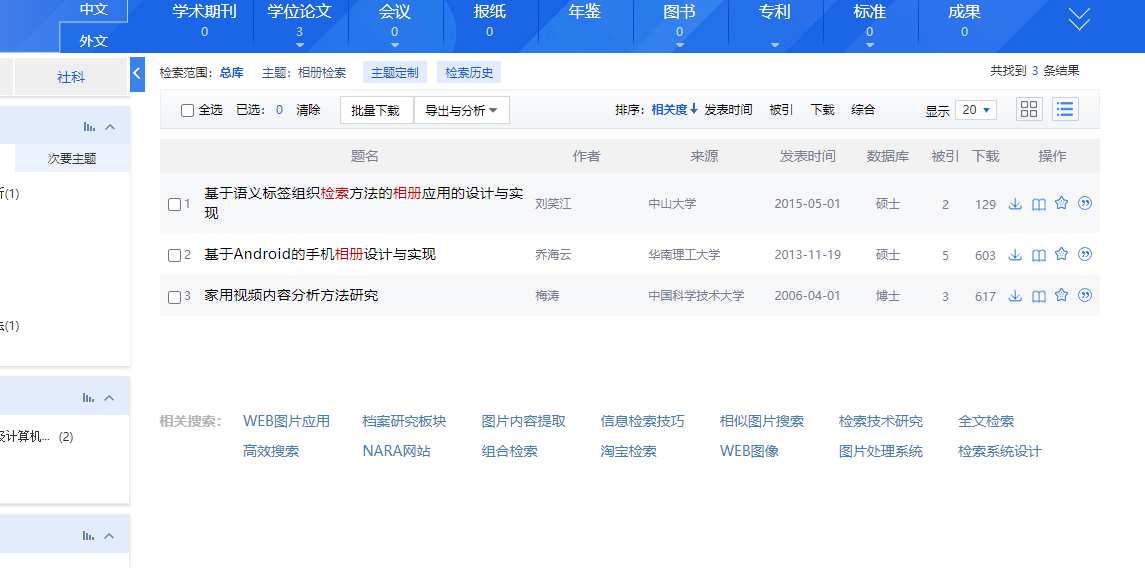 中文
学术期刊 学位论文 会议 报纸 年鉴 图书 专利 标准 成果
0 3 0 0 0 0 0
外文
社科
检索范围：总库 主题：相册检索 主题定制 检索历史 共找到 3 条结果
全选 已选：0 清除 批量下载 导出与分析 排序：相关度 发表时间 被引 下载 综合 显示 20
次要主题
题名 作者 来源 发表时间 数据库 被引 下载 操作
(1)
1 基于语义标签组织检索方法的相册应用的设计与实现 刘笑江 中山大学 2015-05-01 硕士 2 129
2 基于Android的手机相册设计与实现 乔海云 华南理工大学 2013-11-19 硕士 5 603
3 家用视频内容分析方法研究 梅涛 中国科学技术大学 2006-04-01 博士 3 617
(1)
相关搜索： WEB图片应用 档案研究板块 图片内容提取 信息检索技巧 相似图片搜索 检索技术研究 全文检索
计算机... (2)
高效搜索 NARA网站 组合检索 淘宝检索 WEB图像 图片处理系统 检索系统设计